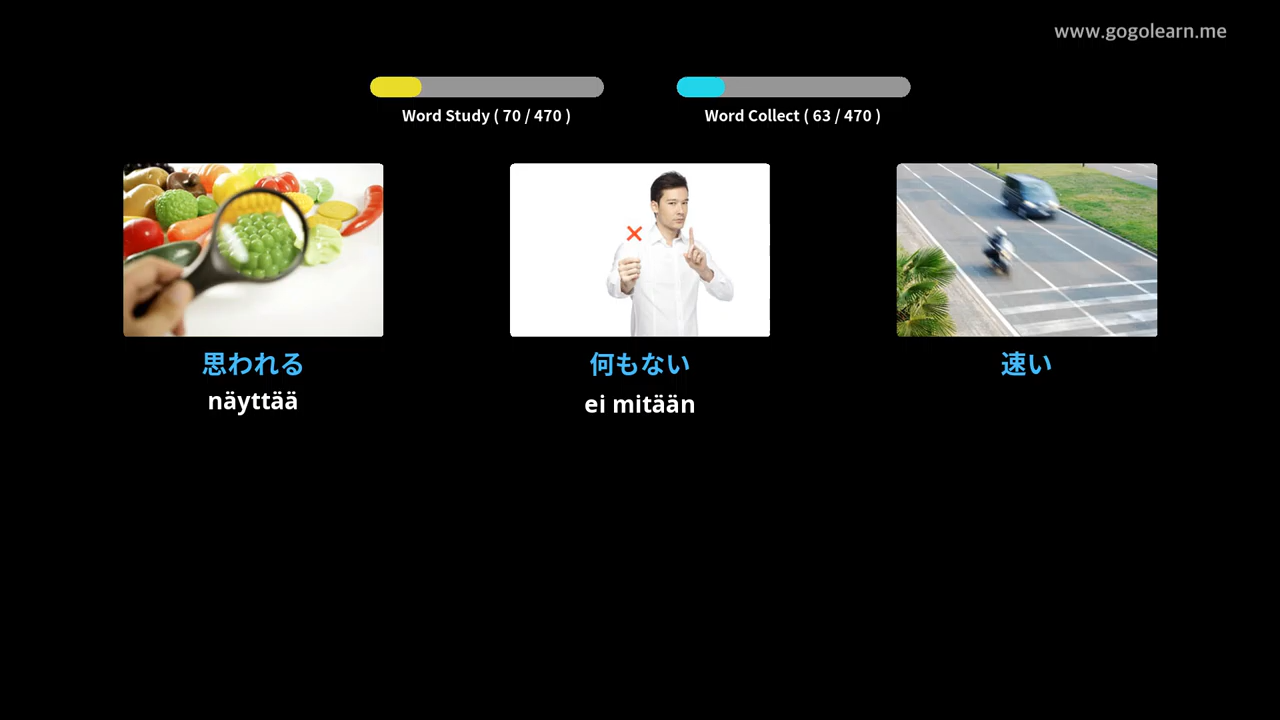 www.gogolearn.me
Word Study ( 70 / 470 )
Word Collect ( 63 / 470 )
思われる
näyttää
何もない
ei mitään
速い